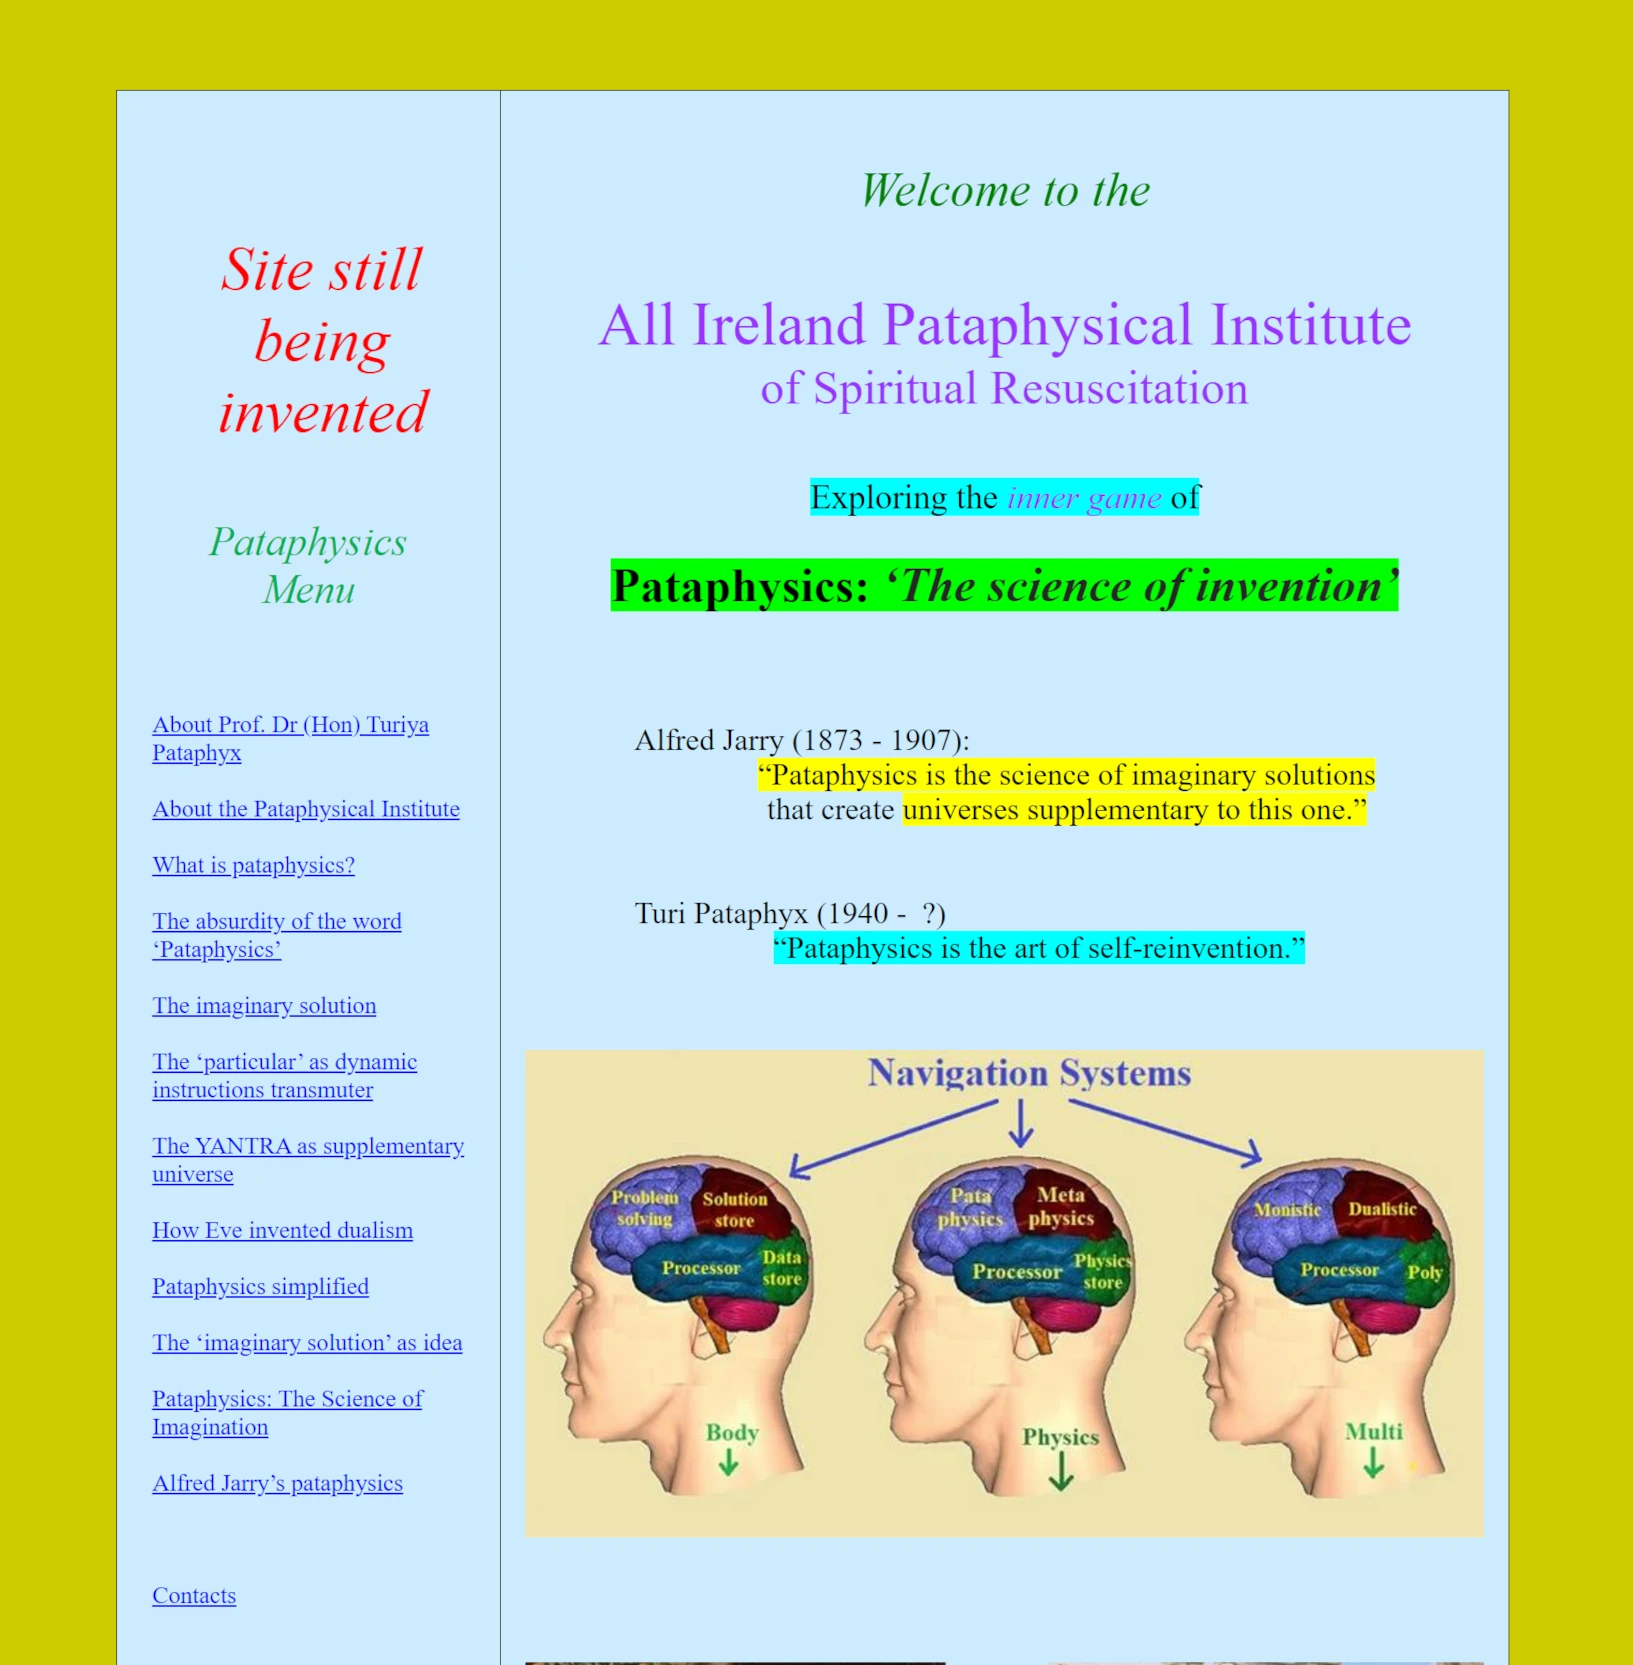 Site still
being
invented
Pataphysics
Menu
About Prof. Dr (Hon) Turiya
Pataphyx
About the Pataphysical Institute
What is pataphysics?
The absurdity of the word
‘Pataphysics’
The imaginary solution
The ‘particular’ as dynamic
instructions transmuter
The YANTRA as supplementary
universe
How Eve invented dualism
Pataphysics simplified
The ‘imaginary solution’ as idea
Pataphysics: The Science of
Imagination
Alfred Jarry’s pataphysics
Contacts
Welcome to the
All Ireland Pataphysical Institute
of Spiritual Resuscitation
Exploring the inner game of
Pataphysics: ‘The science of invention’
Alfred Jarry (1873 - 1907):
“Pataphysics is the science of imaginary solutions
that create universes supplementary to this one.”
Turi Pataphyx (1940 - ?)
“Pataphysics is the art of self-reinvention.”
Navigation Systems
Problem
solving
Solution
store
Processor
Data
store
Body
Pata
physics
Meta
physics
Processor
Physics
store
Physics
Monistic
Dualistic
Processor
Poly
Multi